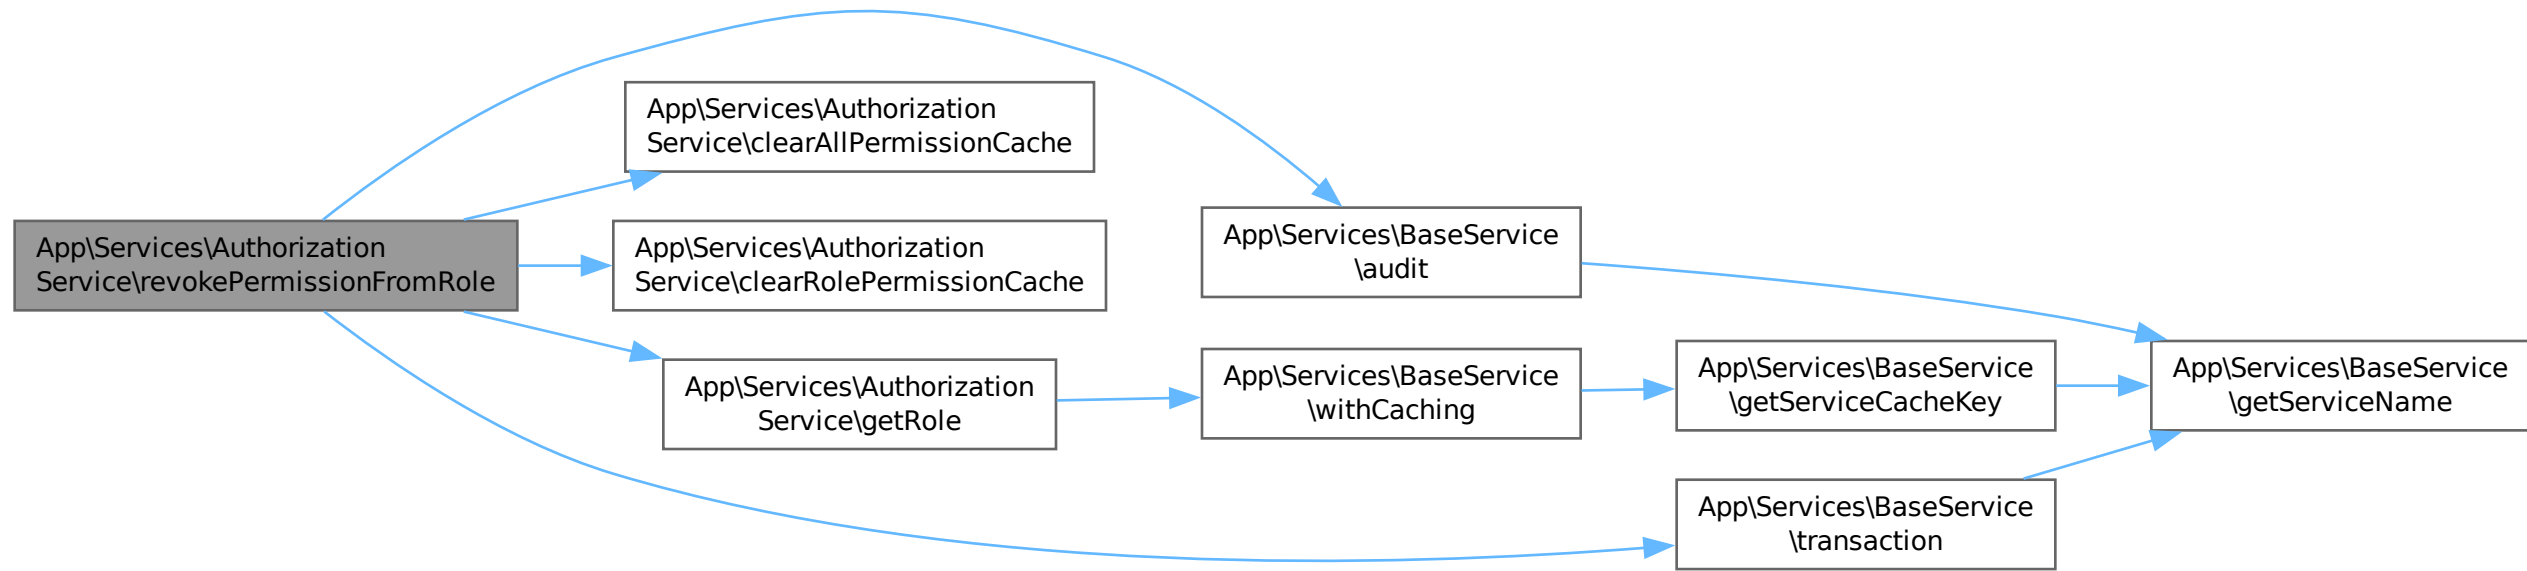 App\Services\Authorization
Service\revokePermissionFromRole
App\Services\Authorization
Service\clearAllPermissionCache
App\Services\Authorization
Service\clearRolePermissionCache
App\Services\Authorization
Service\getRole
App\Services\BaseService
\audit
App\Services\BaseService
\withCaching
App\Services\BaseService
\getServiceCacheKey
App\Services\BaseService
\transaction
App\Services\BaseService
\getServiceName